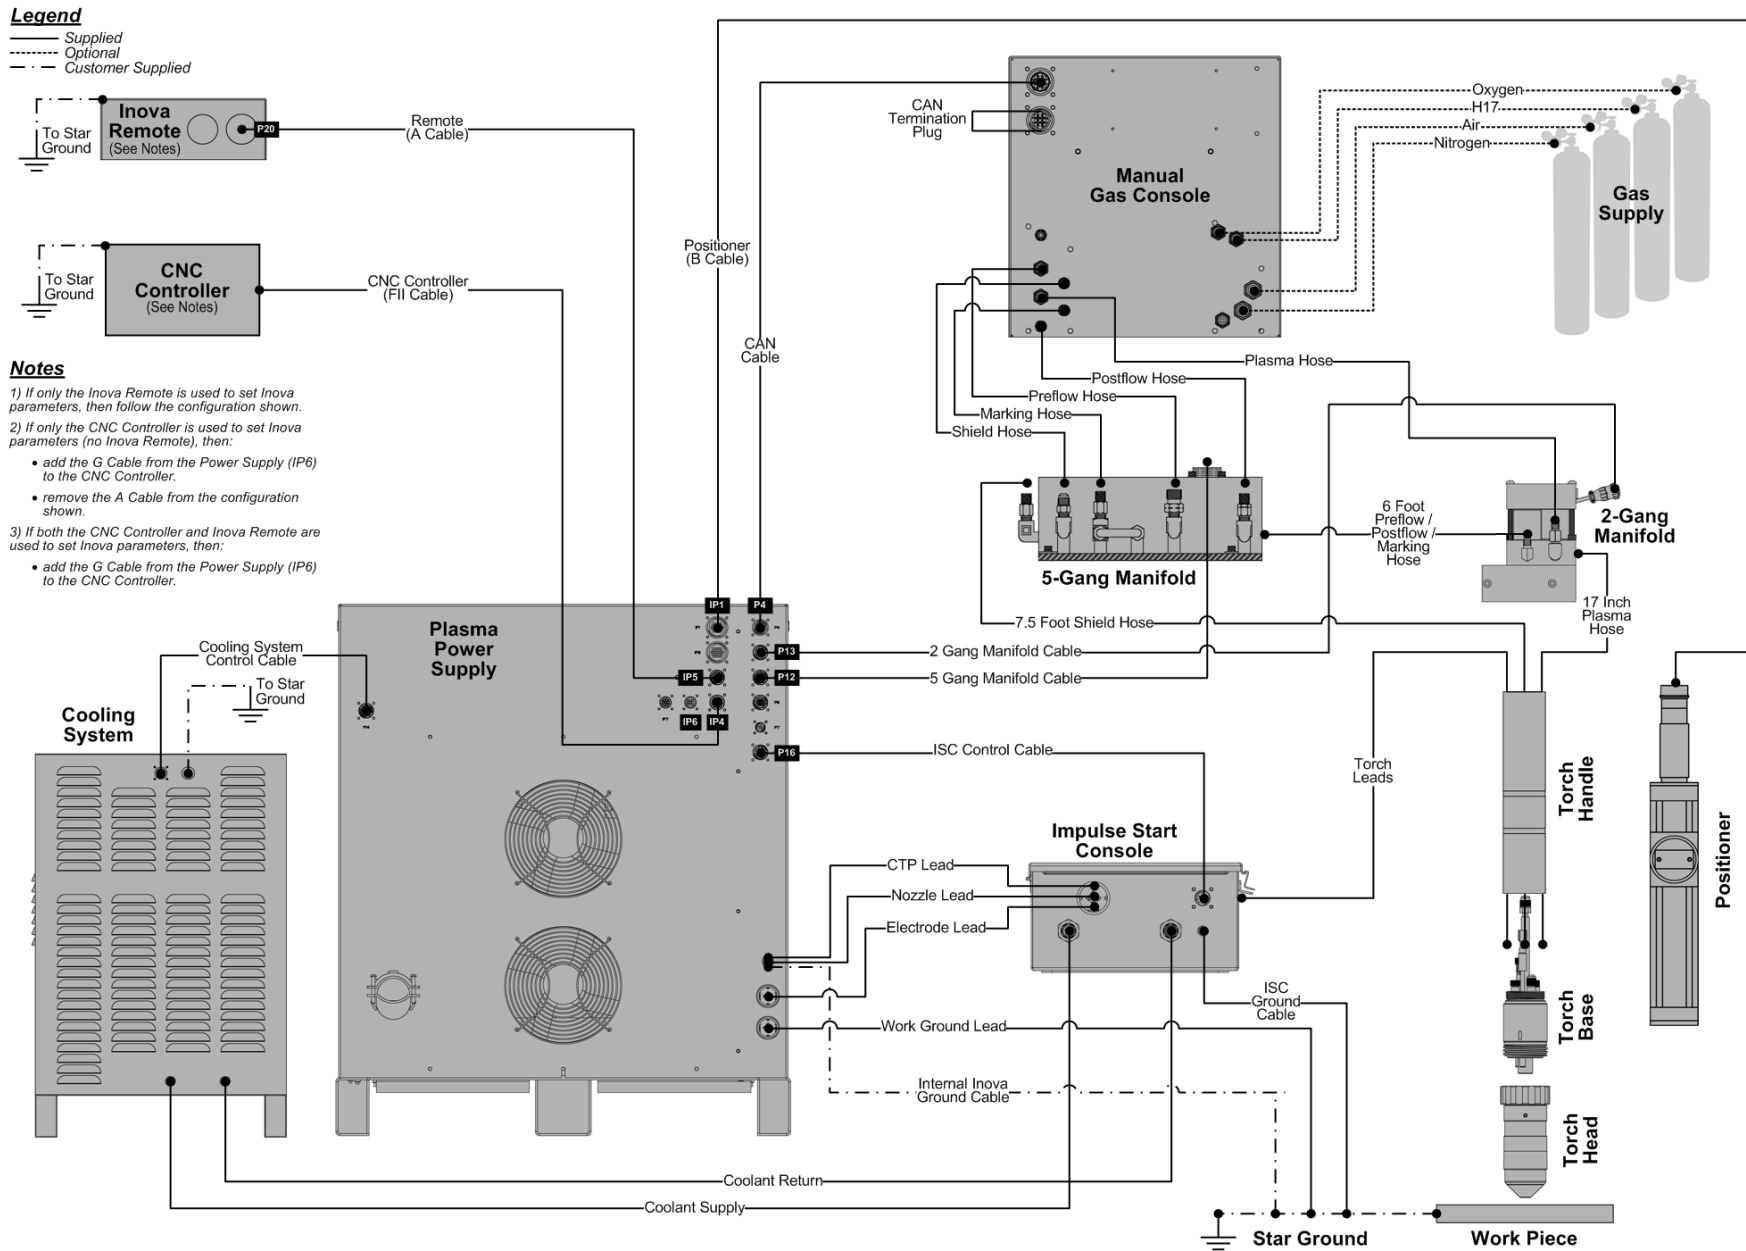 Legend
Supplied
Optional
Customer Supplied
Inova
Remote
(See Notes)
P20
To Star
Ground
Remote
(A Cable)
CNC
Controller
(See Notes)
To Star
Ground
CNC Controller
(FII Cable)
Positioner
(B Cable)
CAN
Cable
CAN
Termination
Plug
Manual
Gas Console
Oxygen
H17
Air
Nitrogen
Gas
Supply
Notes
1) If only the Inova Remote is used to set Inova
parameters, then follow the configuration shown.
2) If only the CNC Controller is used to set Inova
parameters (no Inova Remote), then:
• add the G Cable from the Power Supply (IP6)
to the CNC Controller.
• remove the A Cable from the configuration
shown.
3) If both the CNC Controller and Inova Remote are
used to set Inova parameters, then:
• add the G Cable from the Power Supply (IP6)
to the CNC Controller.
Plasma Hose
Postflow Hose
Preflow Hose
Marking Hose
Shield Hose
5-Gang Manifold
6 Foot
Preflow /
Postflow /
Marking
Hose
2-Gang
Manifold
17 Inch
Plasma
Hose
7.5 Foot Shield Hose
2 Gang Manifold Cable
5 Gang Manifold Cable
ISC Control Cable
Plasma
Power
Supply
IP1
P4
P13
IP5
P12
IP6
IP4
P16
Cooling System
Control Cable
To Star
Ground
Cooling
System
Torch
Leads
Torch
Handle
Positioner
Impulse Start
Console
CTP Lead
Nozzle Lead
Electrode Lead
ISC
Ground
Cable
Work Ground Lead
Internal Inova
Ground Cable
Torch
Base
Torch
Head
Coolant Return
Coolant Supply
Star Ground
Work Piece